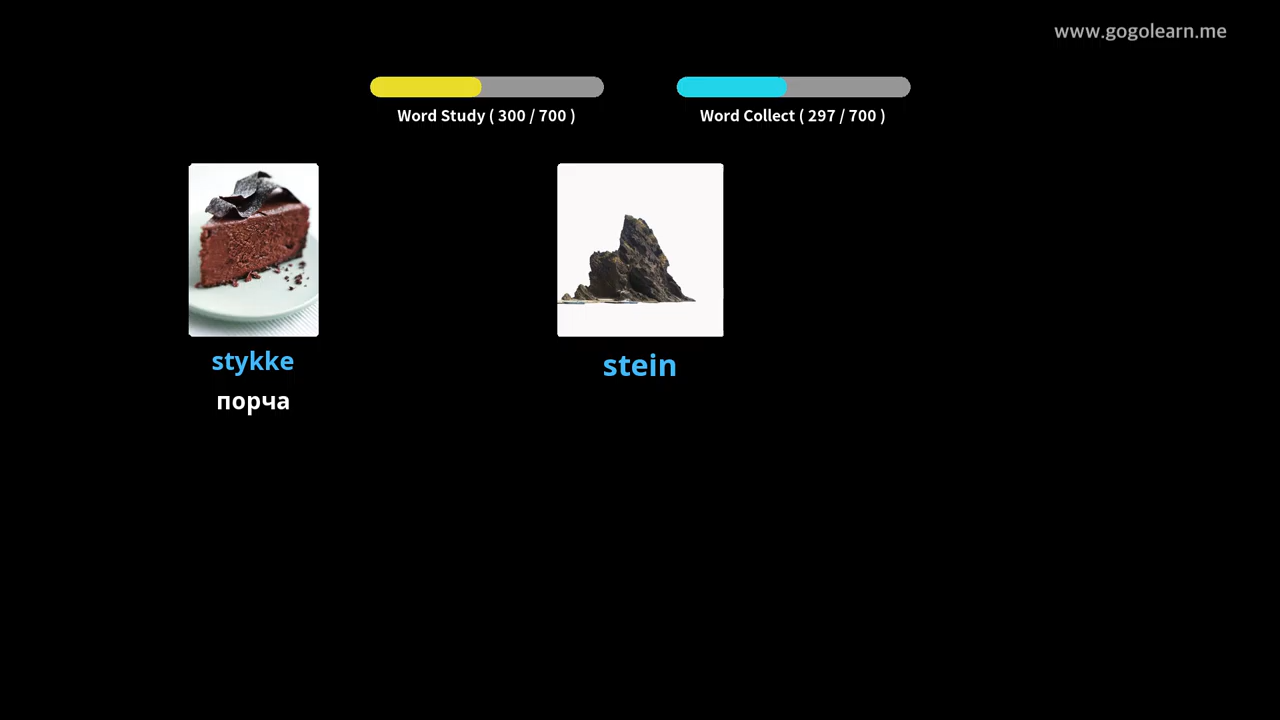 www.gogolearn.me
Word Study ( 300 / 700 )
Word Collect ( 297 / 700 )
stykke
порча
stein